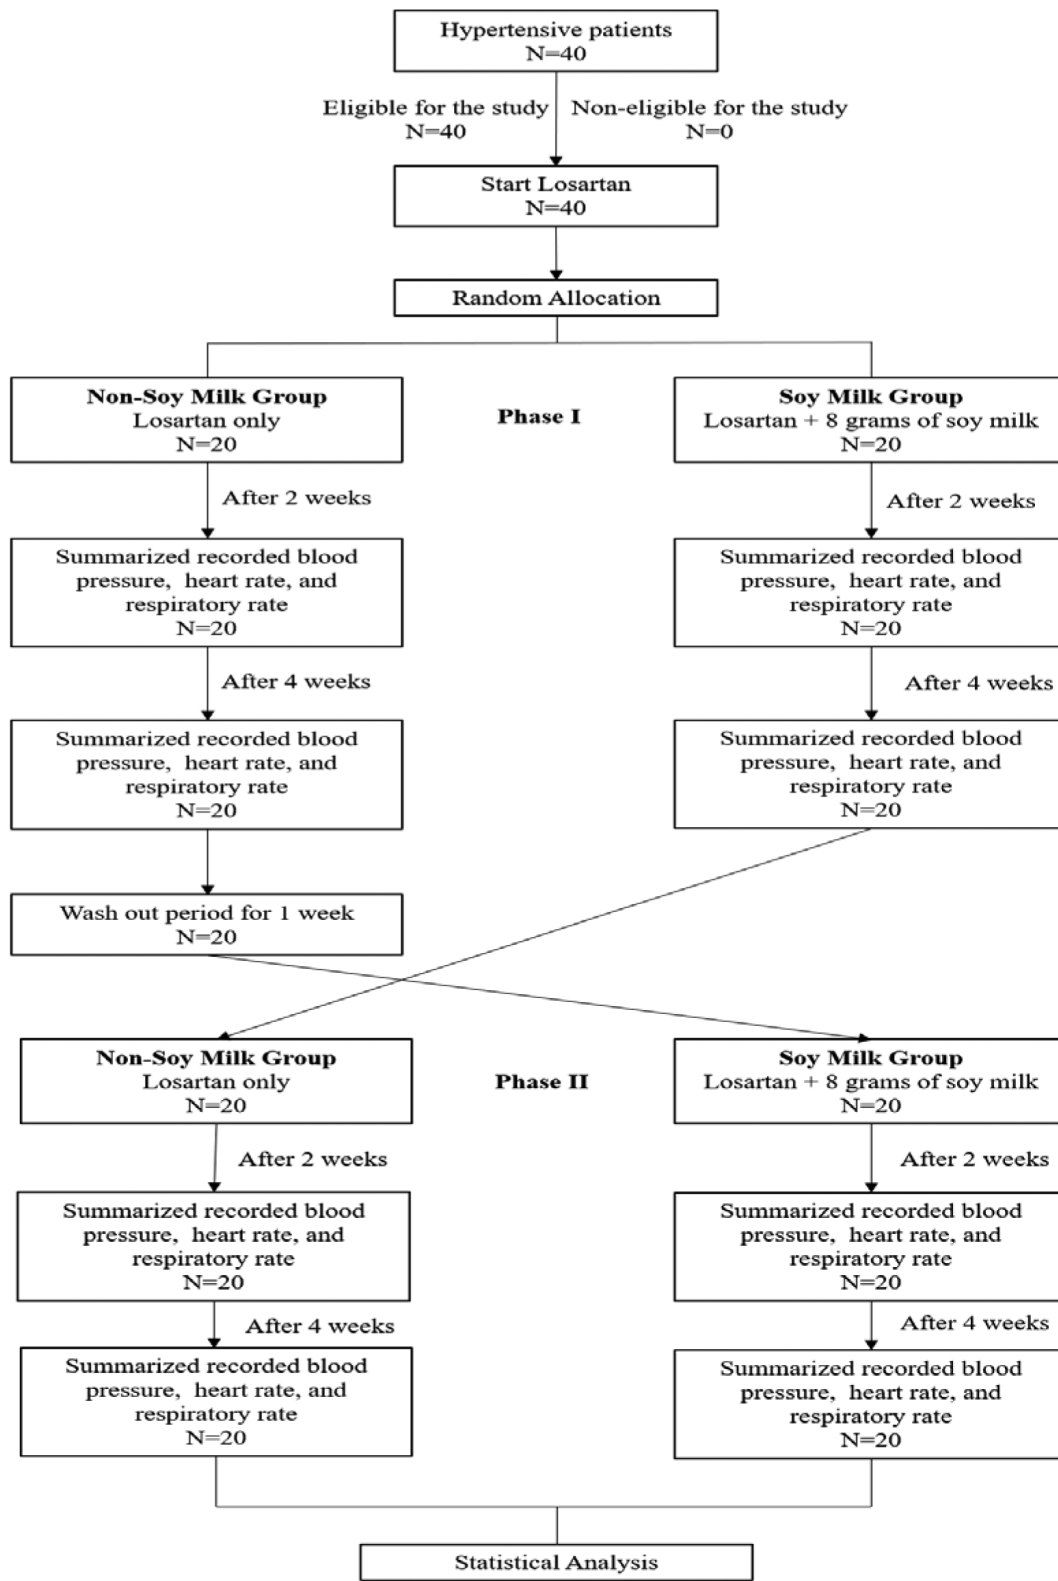 Hypertensive patients
N=40
Eligible for the study
N=40
Non-eligible for the study
N=0
Start Losartan
N=40
Random Allocation
Non-Soy Milk Group
Losartan only
N=20
Phase I
Soy Milk Group
Losartan + 8 grams of soy milk
N=20
After 2 weeks
After 2 weeks
Summarized recorded blood
pressure, heart rate, and
respiratory rate
N=20
Summarized recorded blood
pressure, heart rate, and
respiratory rate
N=20
After 4 weeks
After 4 weeks
Summarized recorded blood
pressure, heart rate, and
respiratory rate
N=20
Summarized recorded blood
pressure, heart rate, and
respiratory rate
N=20
Wash out period for 1 week
N=20
Non-Soy Milk Group
Losartan only
N=20
Phase II
Soy Milk Group
Losartan + 8 grams of soy milk
N=20
After 2 weeks
After 2 weeks
Summarized recorded blood
pressure, heart rate, and
respiratory rate
N=20
Summarized recorded blood
pressure, heart rate, and
respiratory rate
N=20
After 4 weeks
After 4 weeks
Summarized recorded blood
pressure, heart rate, and
respiratory rate
N=20
Summarized recorded blood
pressure, heart rate, and
respiratory rate
N=20
Statistical Analysis